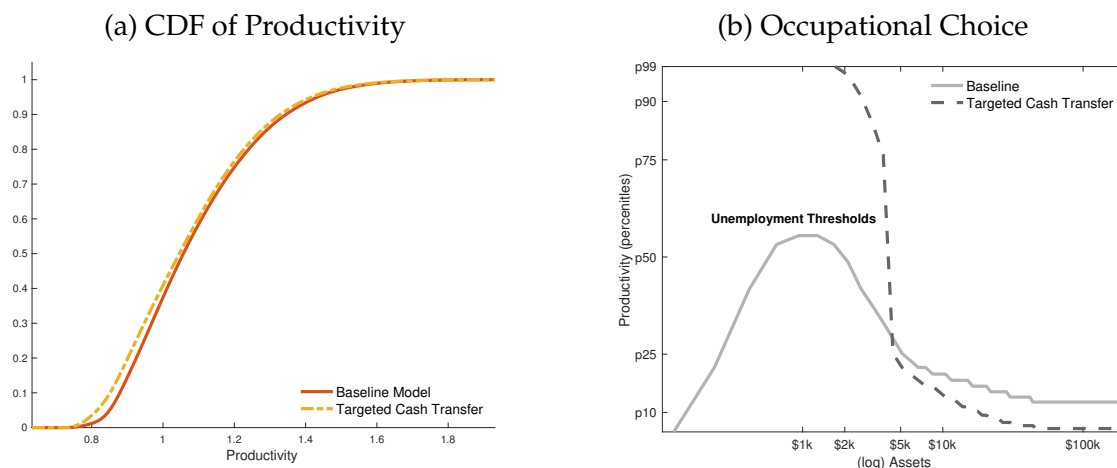 (a) CDF of Productivity
1
0.9
0.8
0.7
0.6
0.5
0.4
0.3
0.2
0.1
0
Baseline Model
Targeted Cash Transfer
0.8
1
1.2
1.4
1.6
1.8
Productivity
(b) Occupational Choice
p99
p90
p75
p50
p25
p10
Productivity (percenitles)
Baseline
Targeted Cash Transfer
Unemployment Thresholds
$1k
$2k
$5k
$10k
$100k
(log) Assets